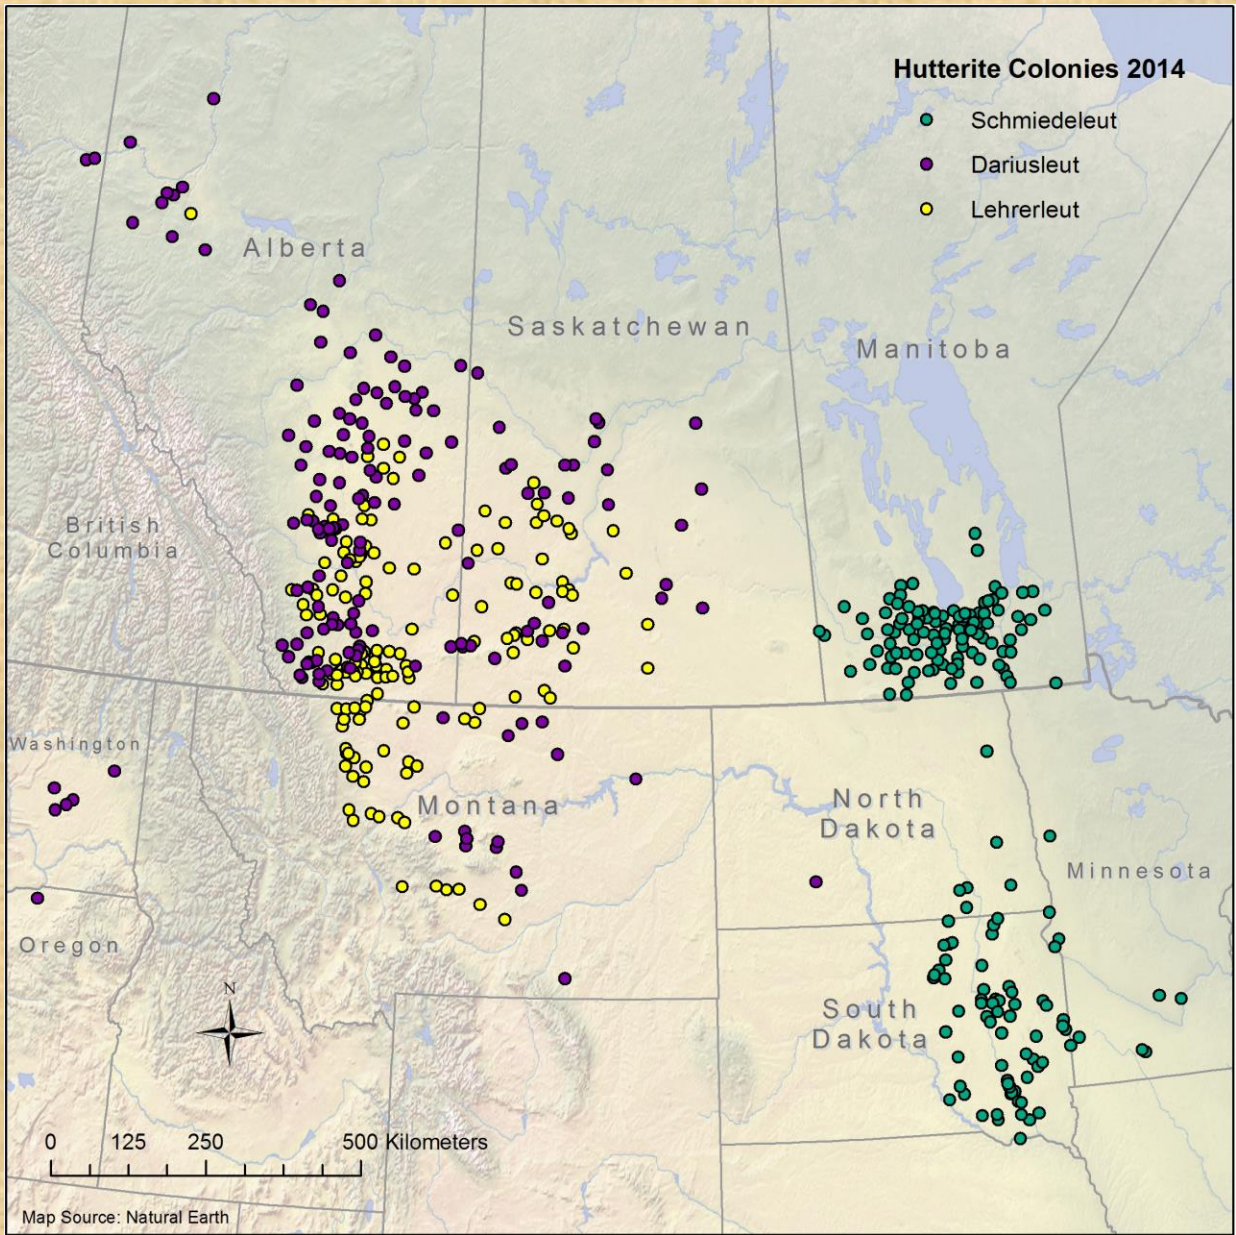 Hutterite Colonies 2014
Schmiedeleut
Dariusleut
Lehrerleut
Alberta
Saskatchewan
Manitoba
British
Columbia
Washington
Montana
North
Dakota
Minnesota
Oregon
South
Dakota
N
0 125 250 500 Kilometers
Map Source: Natural Earth